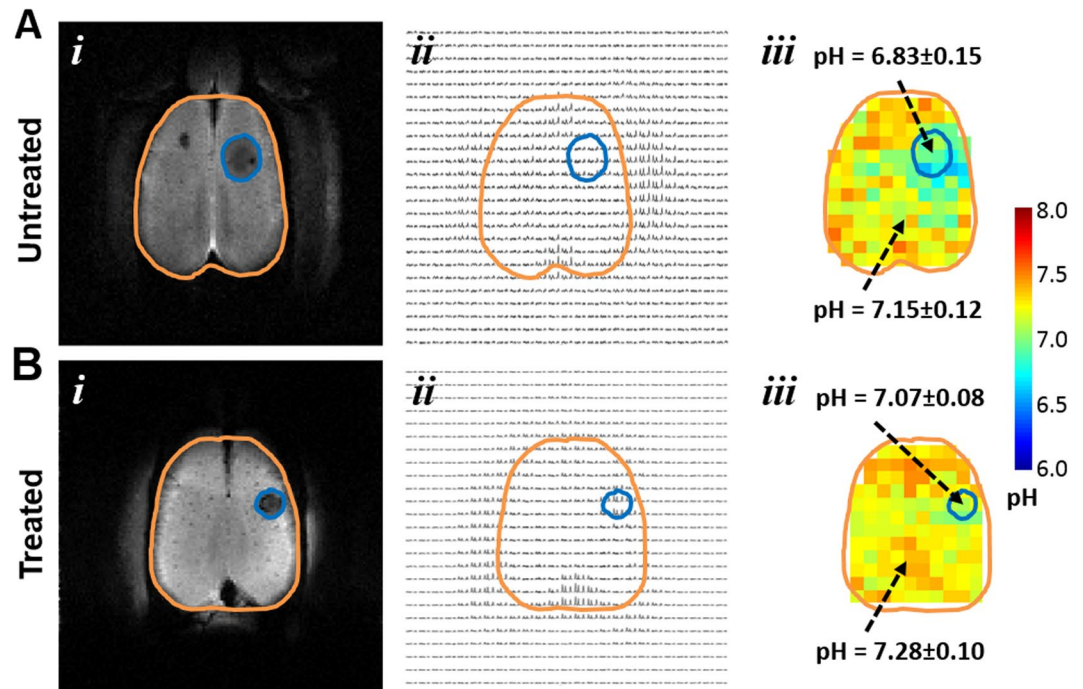 A
Untreated
i
ii
iii
pH = 6.83±0.15
pH = 7.15±0.12
8.0
7.5
7.0
6.5
6.0
pH
B
Treated
i
ii
iii
pH = 7.07±0.08
pH = 7.28±0.10